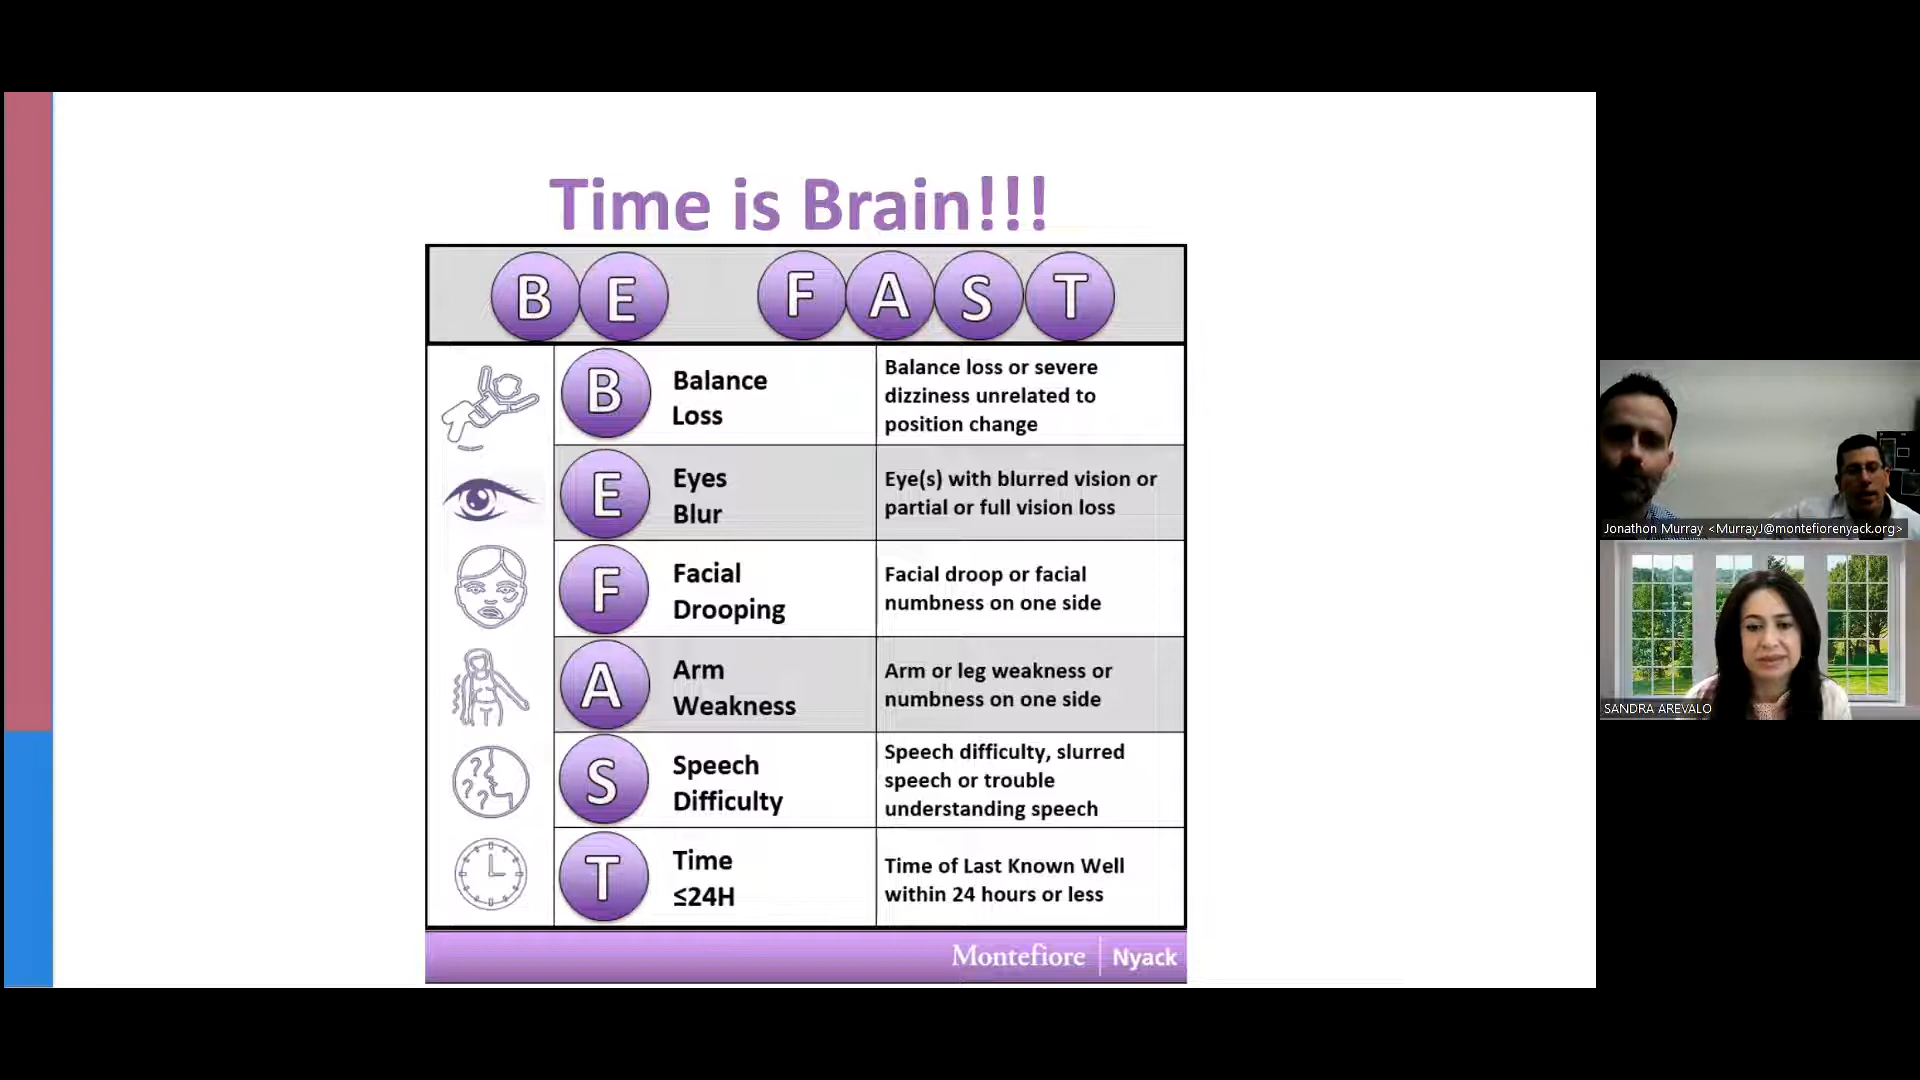 Time is Brain!!!
B E F A S T
B
Balance
Loss
Balance loss or severe
dizziness unrelated to
position change
E
Eyes
Blur
Eye(s) with blurred vision or
partial or full vision loss
F
Facial
Drooping
Facial droop or facial
numbness on one side
A
Arm
Weakness
Arm or leg weakness or
numbness on one side
S
Speech
Difficulty
Speech difficulty, slurred
speech or trouble
understanding speech
? ? ? ?
T
Time
≤24H
Time of Last Known Well
within 24 hours or less
Montefiore | Nyack
Jonathon Murray <MurrayJ@montefiorenyack.org>
SANDRA AREVALO